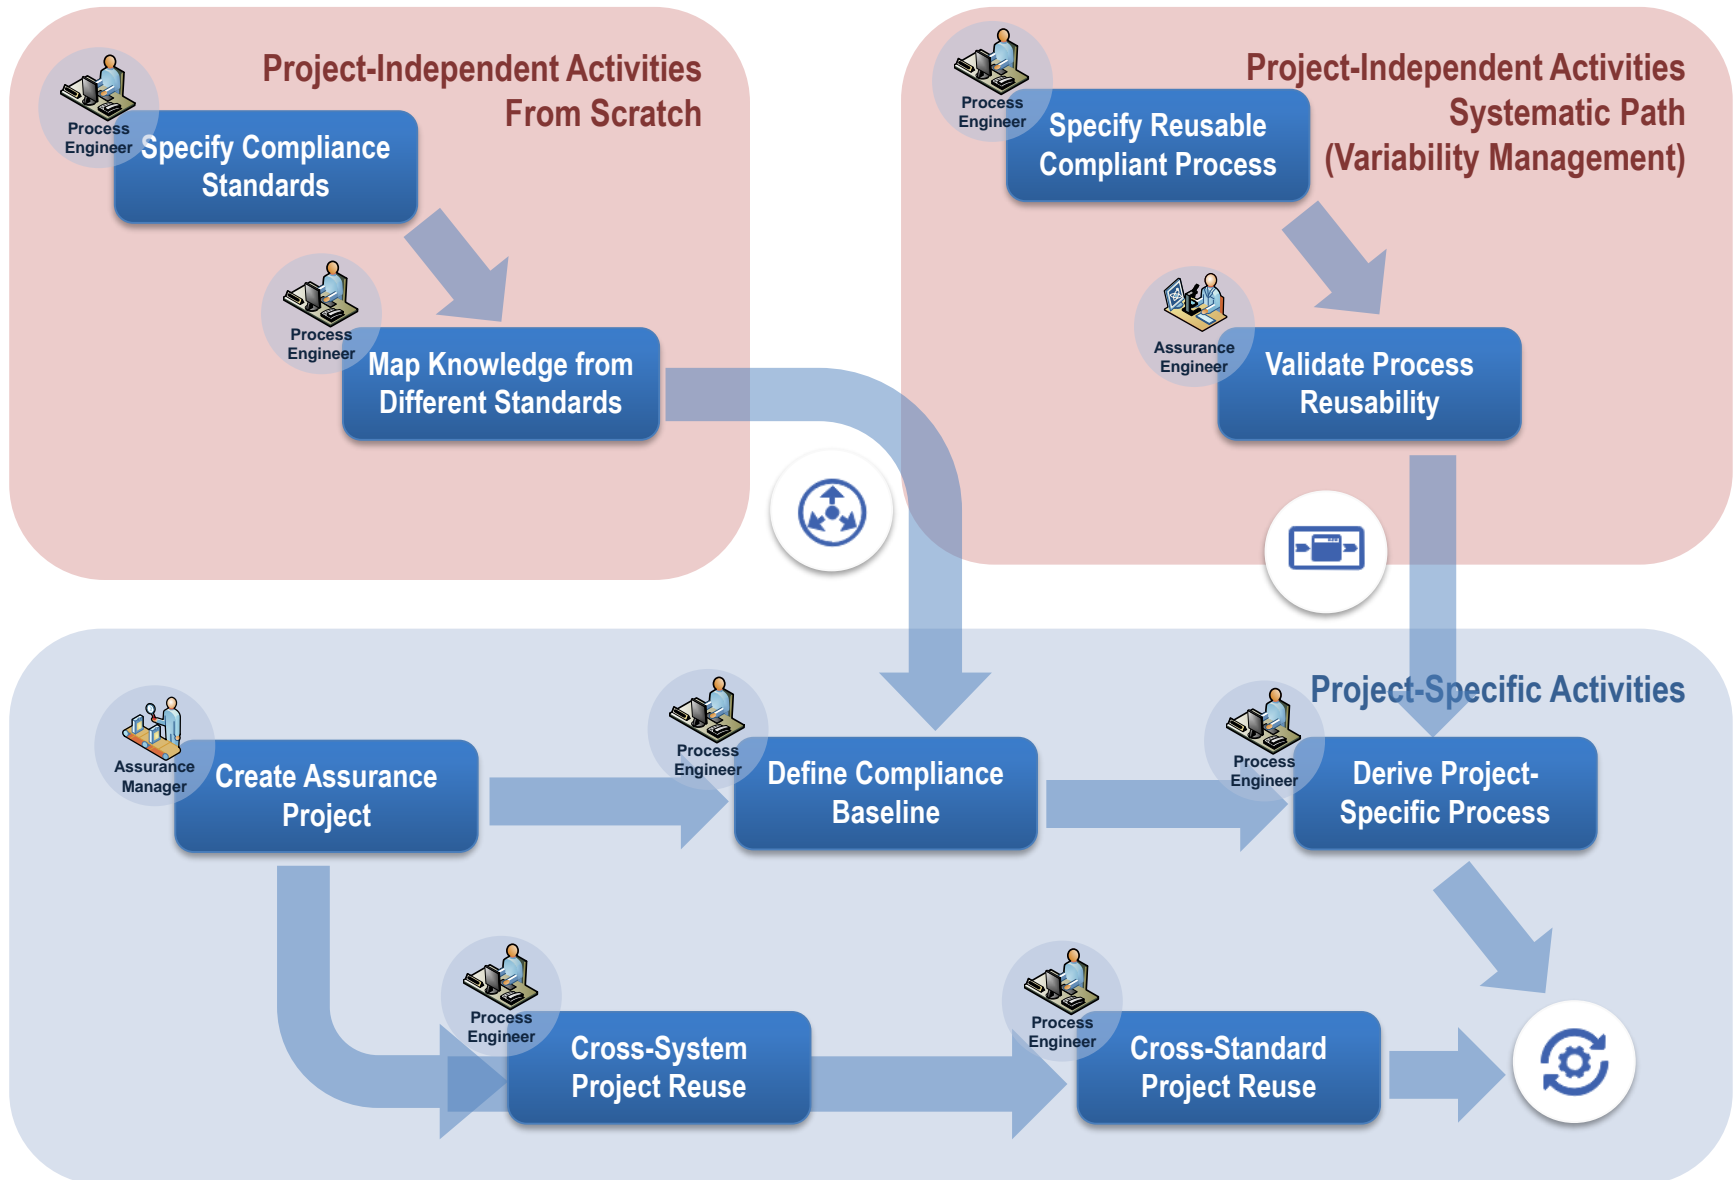 Project-Independent Activities
From Scratch
Process
Engineer
Specify Compliance
Standards
Process
Engineer
Map Knowledge from
Different Standards
Project-Independent Activities
Systematic Path
(Variability Management)
Process
Engineer
Specify Reusable
Compliant Process
Assurance
Engineer
Validate Process
Reusability
Project-Specific Activities
Assurance
Manager
Create Assurance
Project
Process
Engineer
Define Compliance
Baseline
Process
Engineer
Derive Project-
Specific Process
Process
Engineer
Cross-System
Project Reuse
Process
Engineer
Cross-Standard
Project Reuse